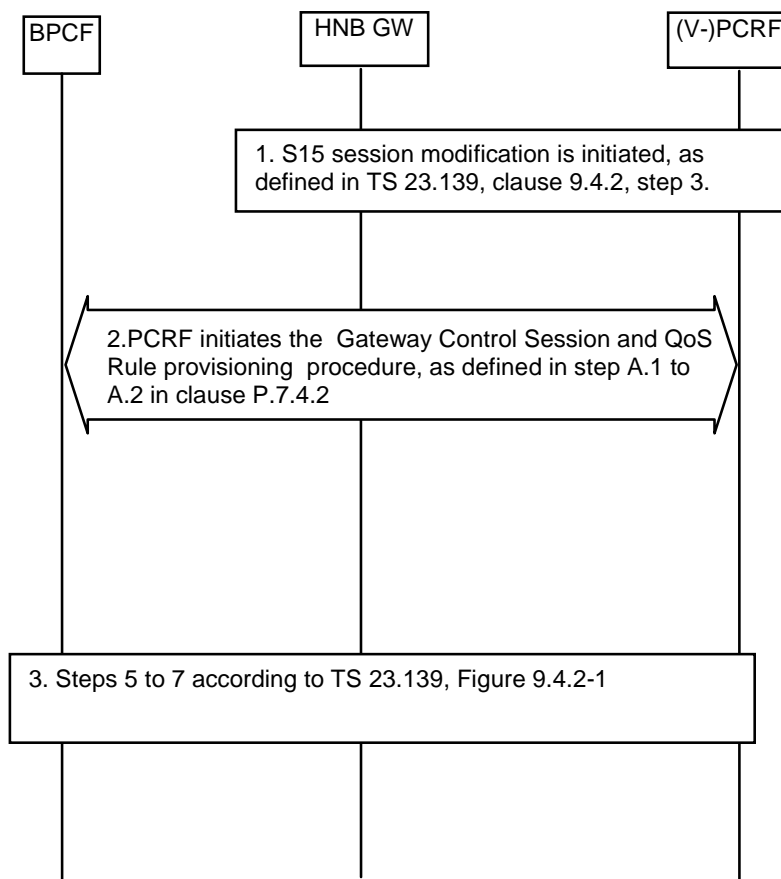 BPCF
HNB GW
(V-)PCRF
1. S15 session modification is initiated, as
defined in TS 23.139, clause 9.4.2, step 3.
2.PCRF initiates the Gateway Control Session and QoS
Rule provisioning procedure, as defined in step A.1 to
A.2 in clause P.7.4.2
3. Steps 5 to 7 according to TS 23.139, Figure 9.4.2-1